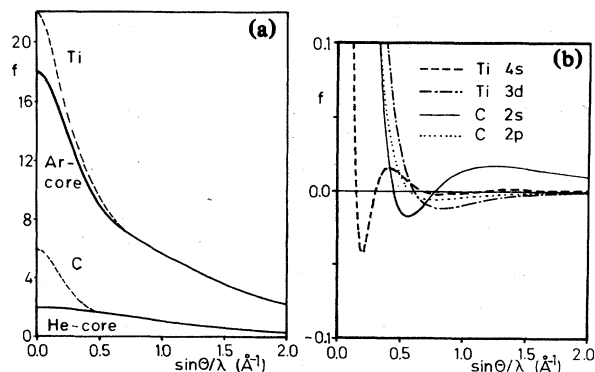 (a)
20
f
16
12
8
4
0
Ti
Ar-
core
C
He-core
0.0 0.5 1.0 1.5 2.0
sinΘ/λ (Å⁻¹)
(b)
0.1
f
0.0
-0.1
Ti 4s
Ti 3d
C 2s
C 2p
0.0 0.5 1.0 1.5 2.0
sinΘ/λ (Å⁻¹)